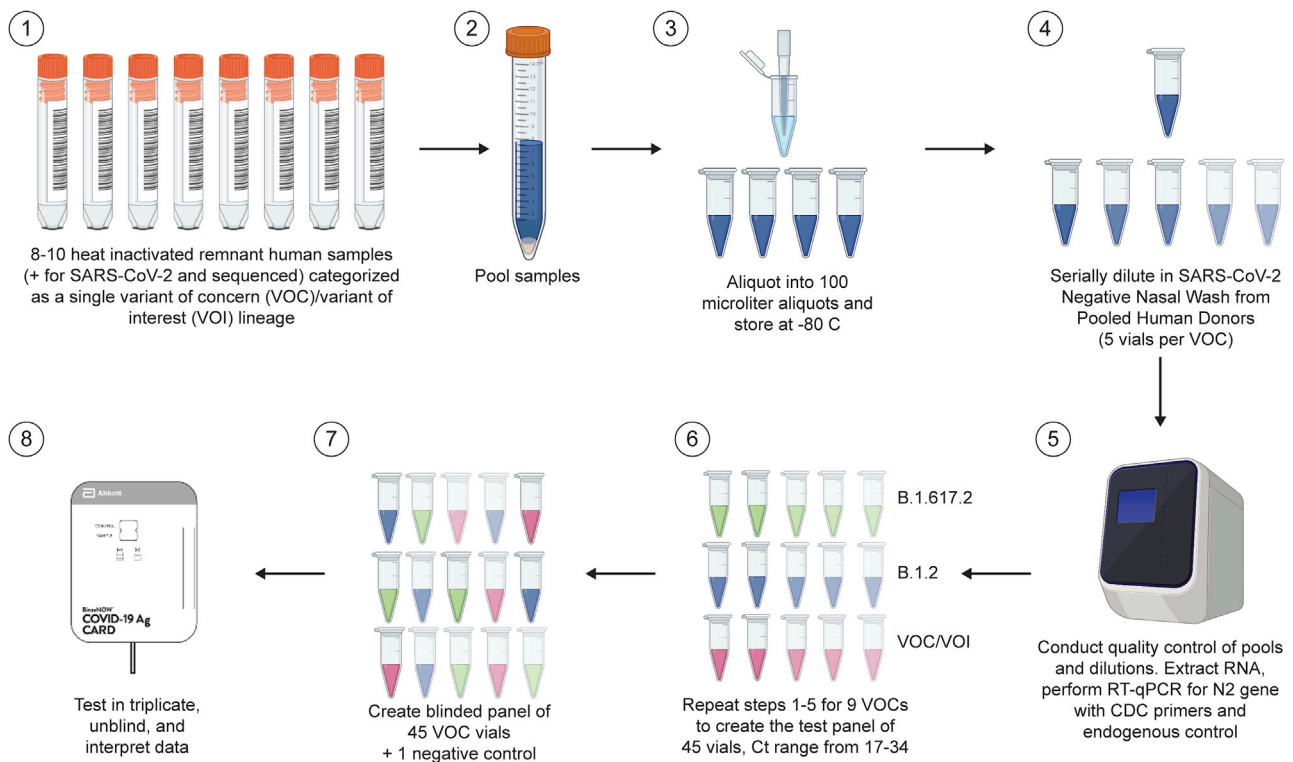 1
8-10 heat inactivated remnant human samples
(+ for SARS-CoV-2 and sequenced) categorized
as a single variant of concern (VOC)/variant of
interest (VOI) lineage
2
Pool samples
3
Aliquot into 100
microliter aliquots and
store at -80 C
4
Serially dilute in SARS-CoV-2
Negative Nasal Wash from
Pooled Human Donors
(5 vials per VOC)
5
Conduct quality control of pools
and dilutions. Extract RNA,
perform RT-qPCR for N2 gene
with CDC primers and
endogenous control
6
B.1.617.2
B.1.2
VOC/VOI
Repeat steps 1-5 for 9 VOCs
to create the test panel of
45 vials, Ct range from 17-34
7
Create blinded panel of
45 VOC vials
+ 1 negative control
8
Abbott
CONTROL
SAMPLE
BinaxNOW
COVID-19 Ag
CARD
Test in triplicate,
unblind, and
interpret data